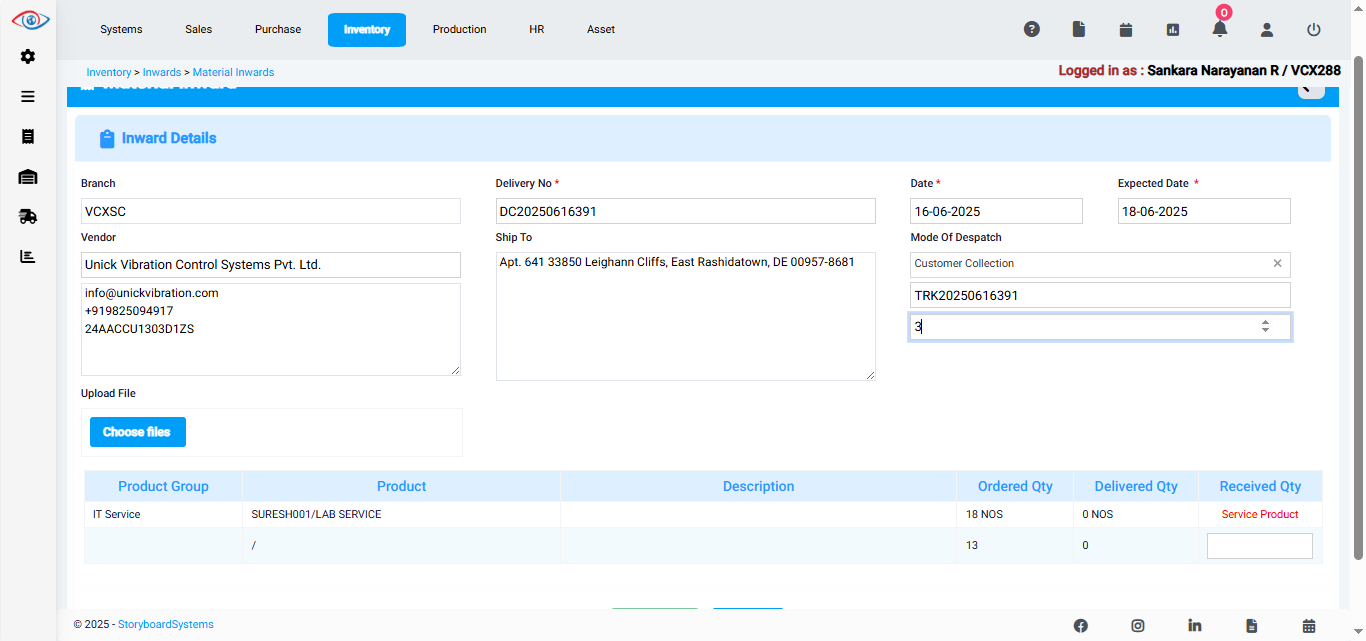 Systems
Sales
Purchase
Inventory
Production
HR
Asset
0
Inventory > Inwards > Material Inwards
Logged in as : Sankara Narayanan R / VCX288
Material Inward
Inward Details
Branch
VCXSC
Delivery No *
DC20250616391
Date *
16-06-2025
Expected Date *
18-06-2025
Vendor
Unick Vibration Control Systems Pvt. Ltd.
info@unickvibration.com
+919825094917
24AACCU1303D1ZS
Ship To
Apt. 641 33850 Leighann Cliffs, East Rashidatown, DE 00957-8681
Mode Of Despatch
Customer Collection
TRK20250616391
3
Upload File
Choose files
Product Group Product Description Ordered Qty Delivered Qty Received Qty
IT Service SURESH001/LAB SERVICE 18 NOS 0 NOS Service Product
/ 13 0
© 2025 - StoryboardSystems